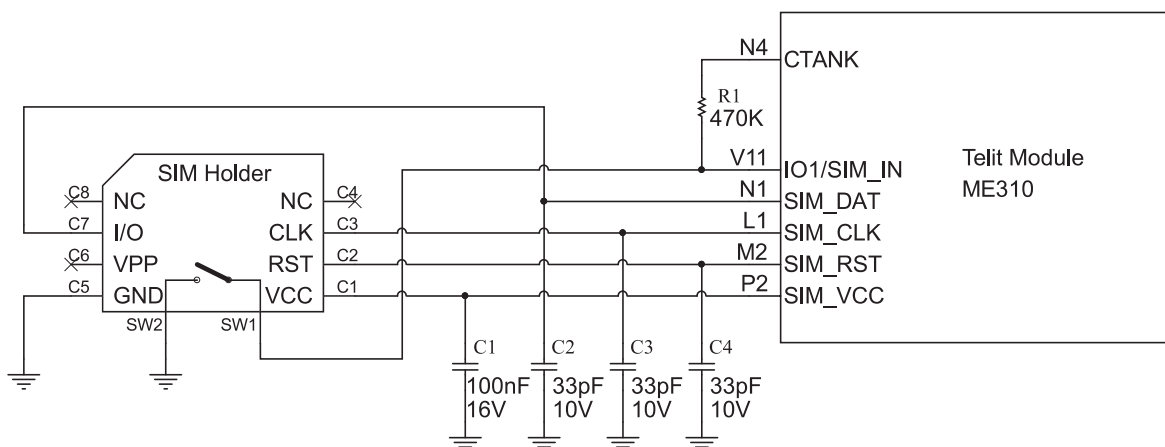 N4
CTANK
R1
470K
Telit Module
ME310
V11
IO1/SIM_IN
N1
SIM_DAT
L1
SIM_CLK
M2
SIM_RST
P2
SIM_VCC
SIM Holder
C8
NC
NC
C4
C7
I/O
CLK
C3
C6
VPP
RST
C2
C5
GND
VCC
C1
SW2
SW1
C1
100nF
16V
C2
33pF
10V
C3
33pF
10V
C4
33pF
10V